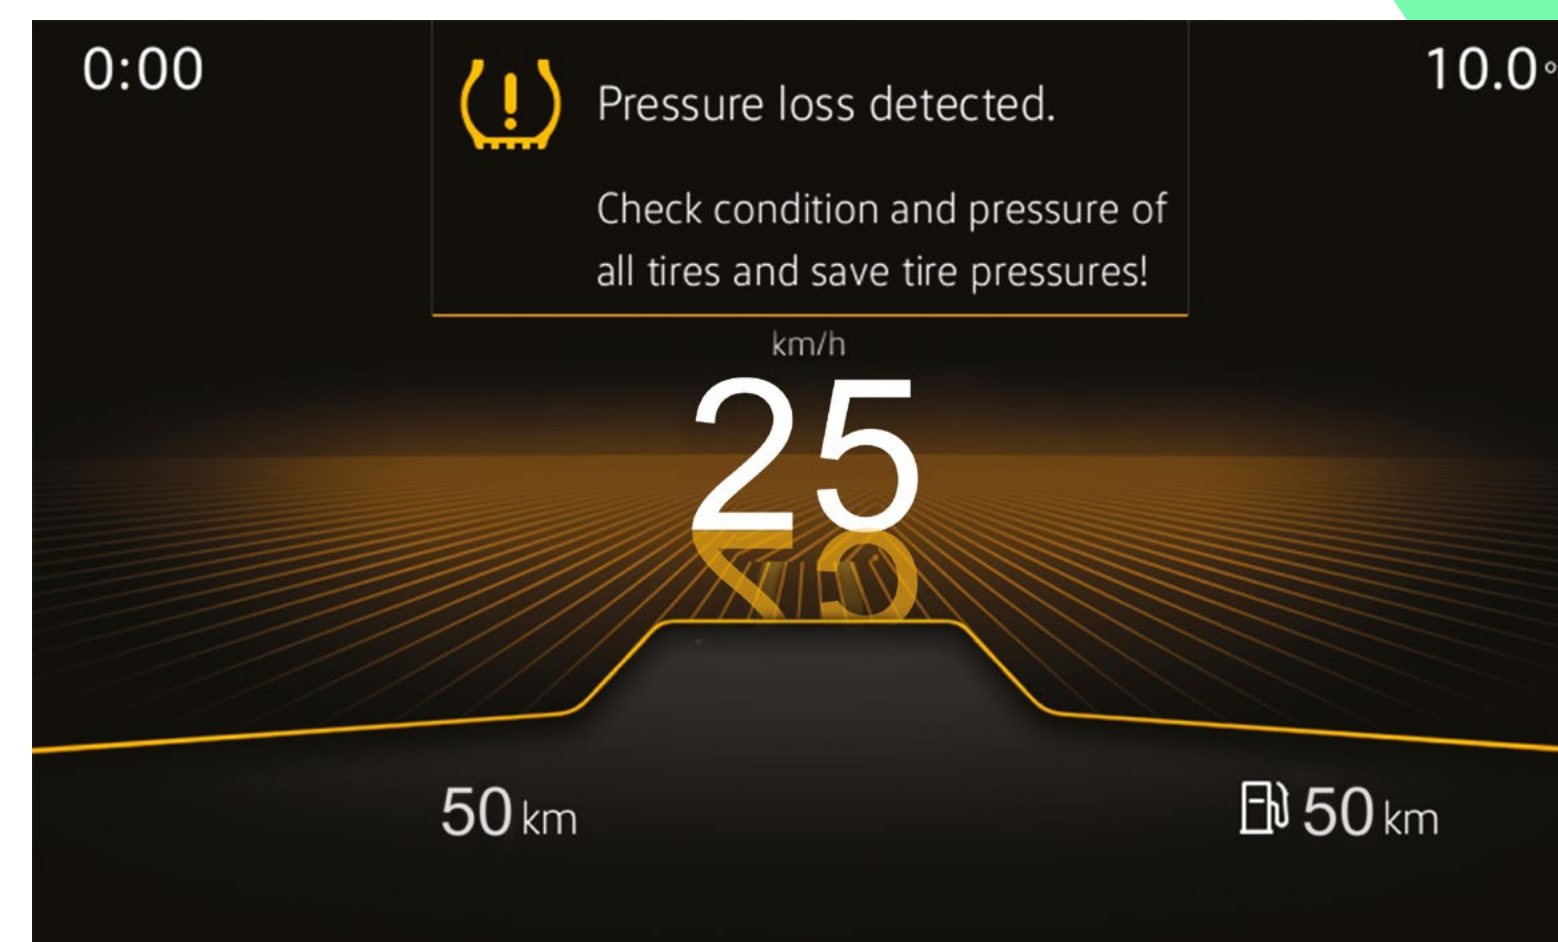 0:00
Pressure loss detected.
10.0°
Check condition and pressure of
all tires and save tire pressures!
km/h
25
50 km
50 km